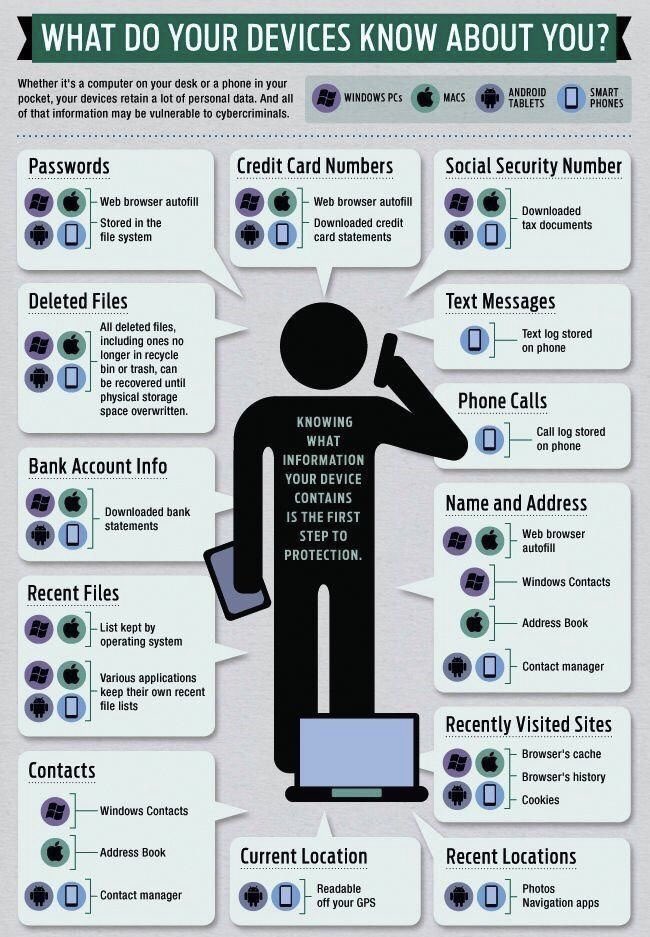 WHAT DO YOUR DEVICES KNOW ABOUT YOU?
Whether it's a computer on your desk or a phone in your
pocket, your devices retain a lot of personal data. And all
of that information may be vulnerable to cybercriminals.
WINDOWS PCs
MACS
ANDROID
TABLETS
SMART
PHONES
Passwords
Web browser autofill
Stored in the
file system
Credit Card Numbers
Web browser autofill
Downloaded credit
card statements
Social Security Number
Downloaded
tax documents
Deleted Files
All deleted files,
including ones no
longer in recycle
bin or trash, can
be recovered until
physical storage
space overwritten.
Text Messages
Text log stored
on phone
Phone Calls
Call log stored
on phone
KNOWING
WHAT
INFORMATION
YOUR DEVICE
CONTAINS
IS THE FIRST
STEP TO
PROTECTION.
Bank Account Info
Downloaded bank
statements
Name and Address
Web browser
autofill
Windows Contacts
Address Book
Contact manager
Recent Files
List kept by
operating system
Various applications
keep their own recent
file lists
Recently Visited Sites
Browser's cache
Browser's history
Cookies
Contacts
Windows Contacts
Address Book
Contact manager
Current Location
Readable
off your GPS
Recent Locations
Photos
Navigation apps